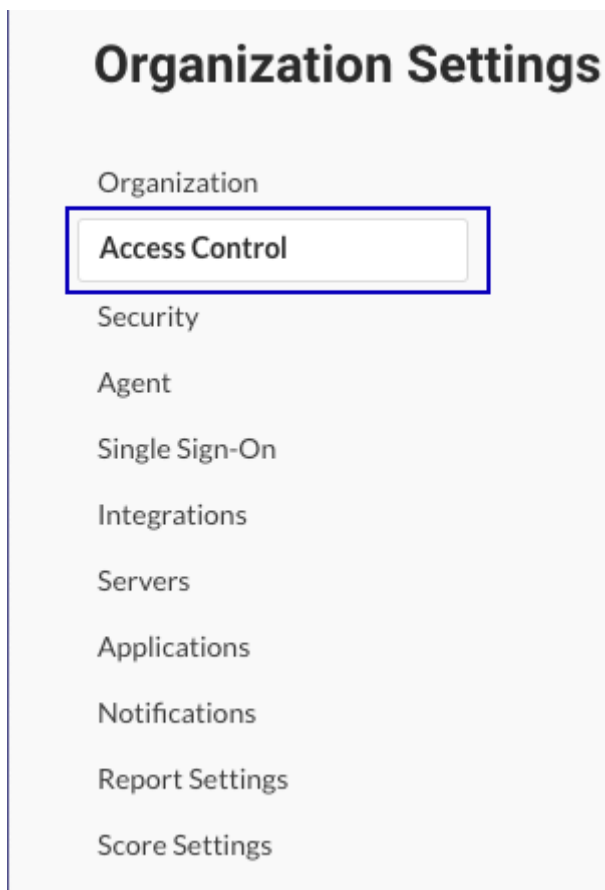 Organization Settings
Organization
Access Control
Security
Agent
Single Sign-On
Integrations
Servers
Applications
Notifications
Report Settings
Score Settings